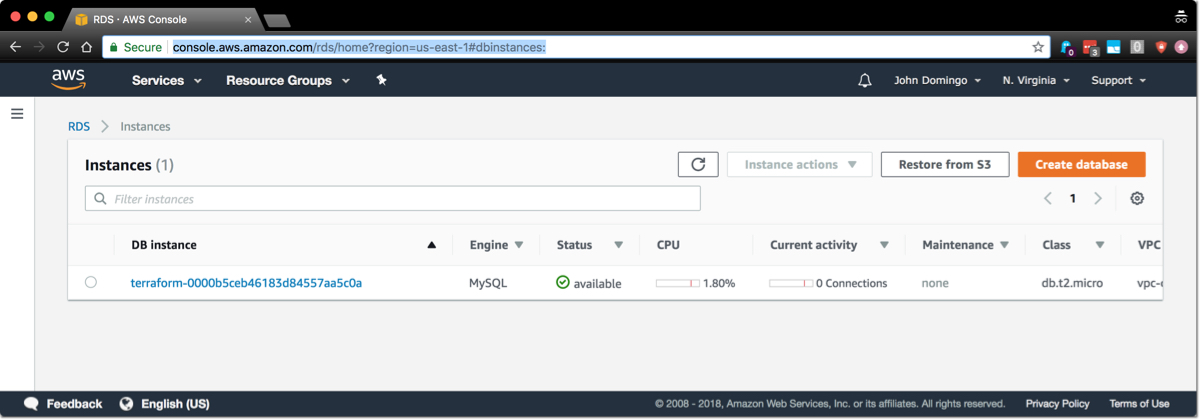 RDS · AWS Console
Secure console.aws.amazon.com/rds/home?region=us-east-1#dbinstances: 0 3 0
aws Services Resource Groups John Domingo N. Virginia Support
RDS Instances
Instances (1) Instance actions Restore from S3 Create database
Filter instances 1
DB instance Engine Status CPU Current activity Maintenance Class VPC
terraform-0000b5ceb46183d84557aa5c0a MySQL available 1.80% 0 Connections none db.t2.micro vpc-
Feedback English (US) © 2008 - 2018, Amazon Web Services, Inc. or its affiliates. All rights reserved. Privacy Policy Terms of Use